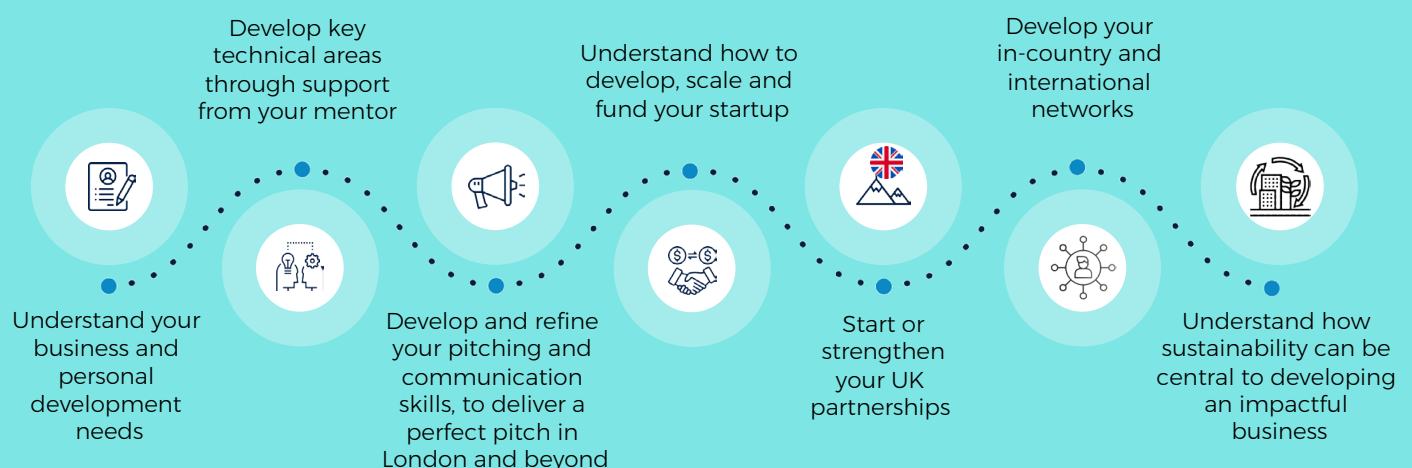 Understand your
business and
personal
development
needs
Develop key
technical areas
through support
from your mentor
Develop and refine
your pitching and
communication
skills, to deliver a
perfect pitch in
London and beyond
Understand how to
develop, scale and
fund your startup
Start or
strengthen
your UK
partnerships
Develop your
in-country and
international
networks
Understand how
sustainability can be
central to developing
an impactful
business